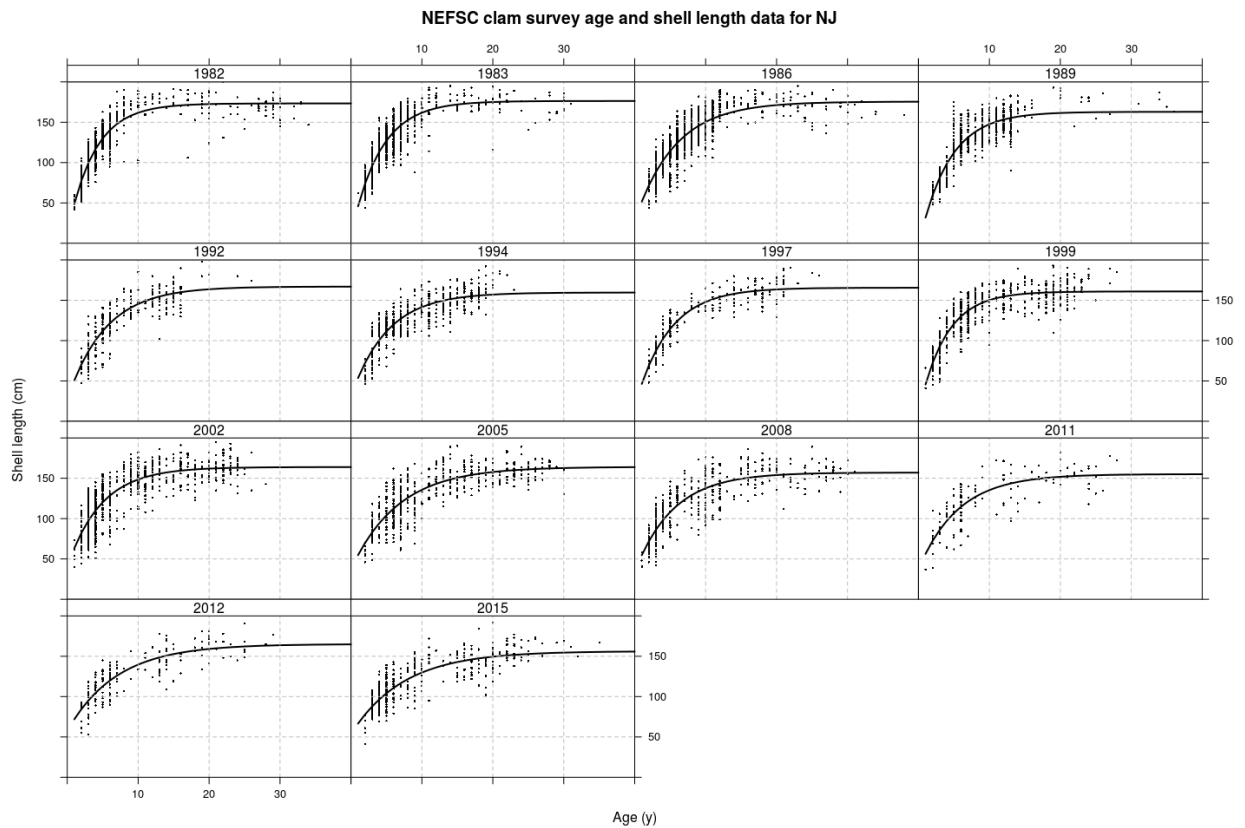 NEFSC clam survey age and shell length data for NJ
10 20 30 10 20 30
1982 1983 1986 1989
150
100
50
1992 1994 1997 1999
150
100
50
2002 2005 2008 2011
150
100
50
2012 2015
150
100
50
10 20 30
Shell length (cm)
Age (y)